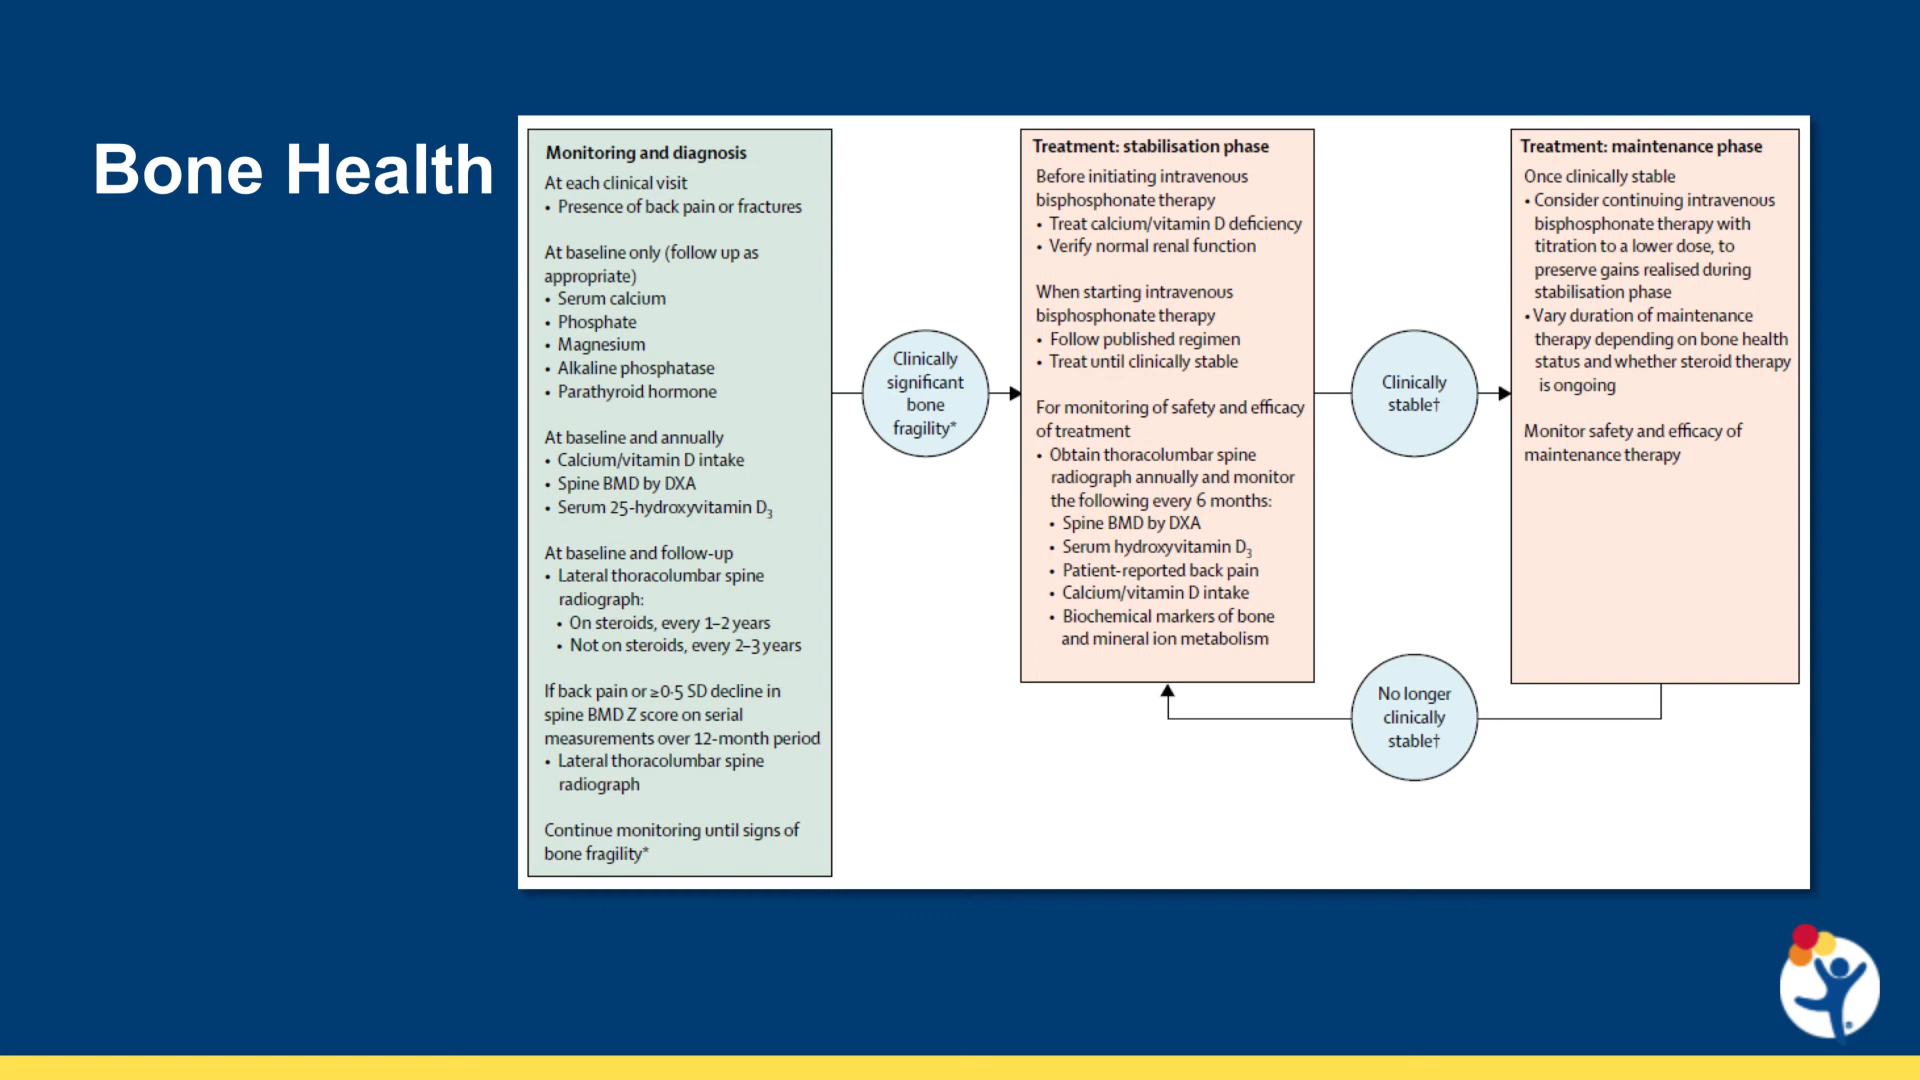 Bone Health
Monitoring and diagnosis
At each clinical visit
• Presence of back pain or fractures
At baseline only (follow up as
appropriate)
• Serum calcium
• Phosphate
• Magnesium
• Alkaline phosphatase
• Parathyroid hormone
At baseline and annually
• Calcium/vitamin D intake
• Spine BMD by DXA
• Serum 25-hydroxyvitamin D₃
At baseline and follow-up
• Lateral thoracolumbar spine
radiograph:
• On steroids, every 1–2 years
• Not on steroids, every 2–3 years
If back pain or ≥0·5 SD decline in
spine BMD Z score on serial
measurements over 12-month period
• Lateral thoracolumbar spine
radiograph
Continue monitoring until signs of
bone fragility*
Clinically
significant
bone
fragility*
Treatment: stabilisation phase
Before initiating intravenous
bisphosphonate therapy
• Treat calcium/vitamin D deficiency
• Verify normal renal function
When starting intravenous
bisphosphonate therapy
• Follow published regimen
• Treat until clinically stable
For monitoring of safety and efficacy
of treatment
• Obtain thoracolumbar spine
radiograph annually and monitor
the following every 6 months:
• Spine BMD by DXA
• Serum hydroxyvitamin D₃
• Patient-reported back pain
• Calcium/vitamin D intake
• Biochemical markers of bone
and mineral ion metabolism
Clinically
stable†
Treatment: maintenance phase
Once clinically stable
• Consider continuing intravenous
bisphosphonate therapy with
titration to a lower dose, to
preserve gains realised during
stabilisation phase
• Vary duration of maintenance
therapy depending on bone health
status and whether steroid therapy
is ongoing
Monitor safety and efficacy of
maintenance therapy
No longer
clinically
stable†